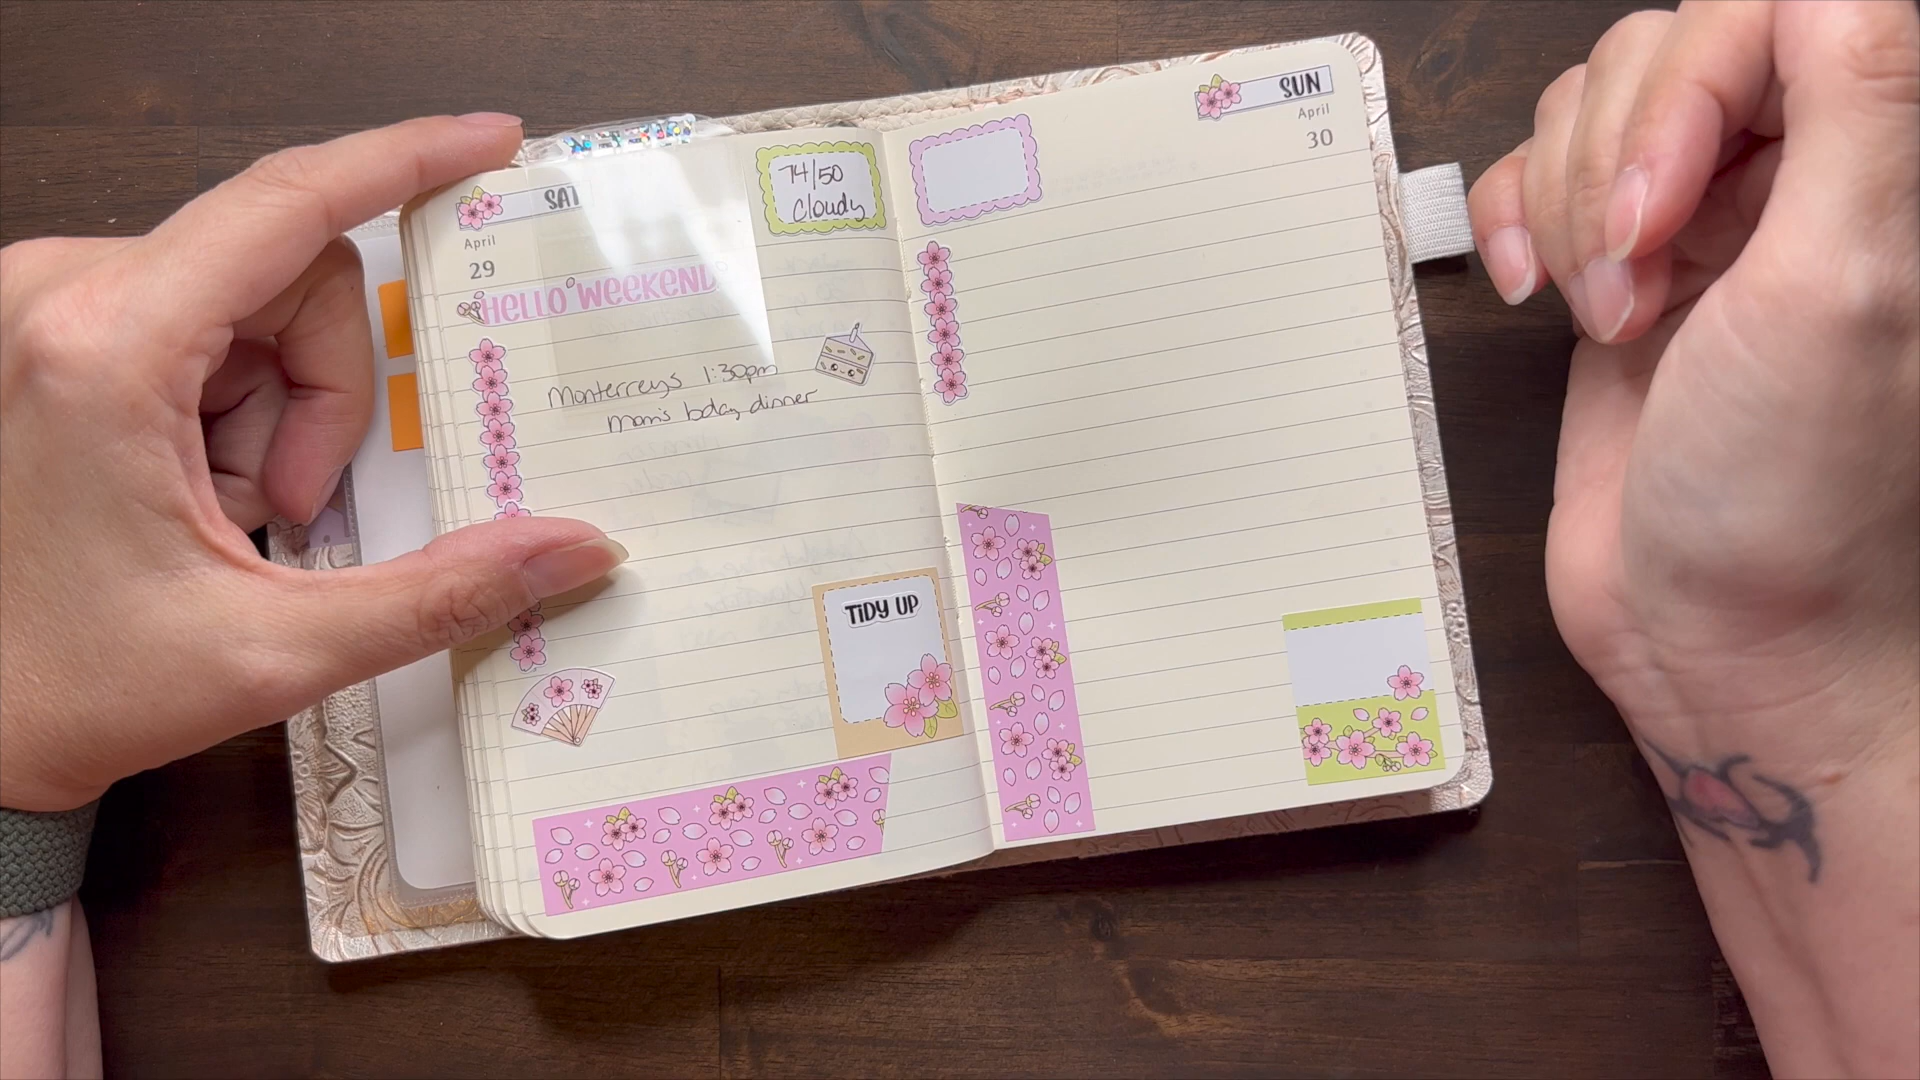 SAT
April
29
74/50
Cloudy
HELLO WEEKEND
Monterreys 1:30pm
mom's bday dinner
TIDY UP
SUN
April
30